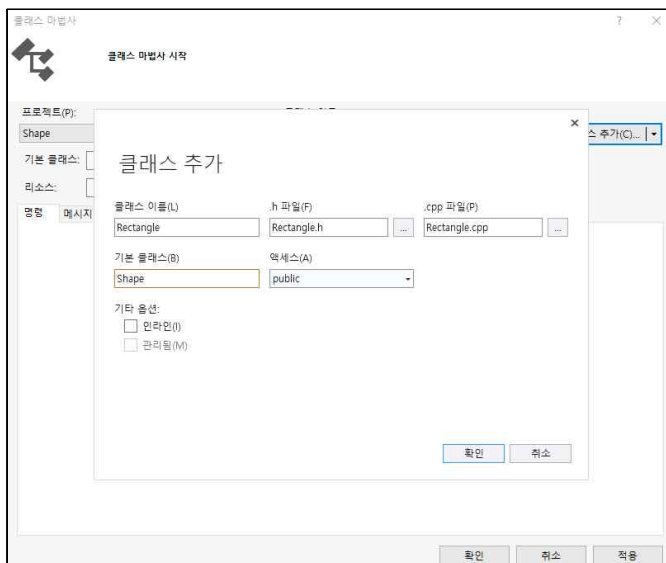 클래스 마법사 ? ×
클래스 마법사 시작
프로젝트(P):
Shape
스 추가(C)...
기본 클래스:
리소스:
명령 메시지
×
클래스 추가
클래스 이름(L) .h 파일(F) .cpp 파일(P)
Rectangle Rectangle.h ... Rectangle.cpp ...
기본 클래스(B) 액세스(A)
Shape public
기타 옵션:
인라인(I)
관리됨(M)
확인 취소
확인 취소 적용